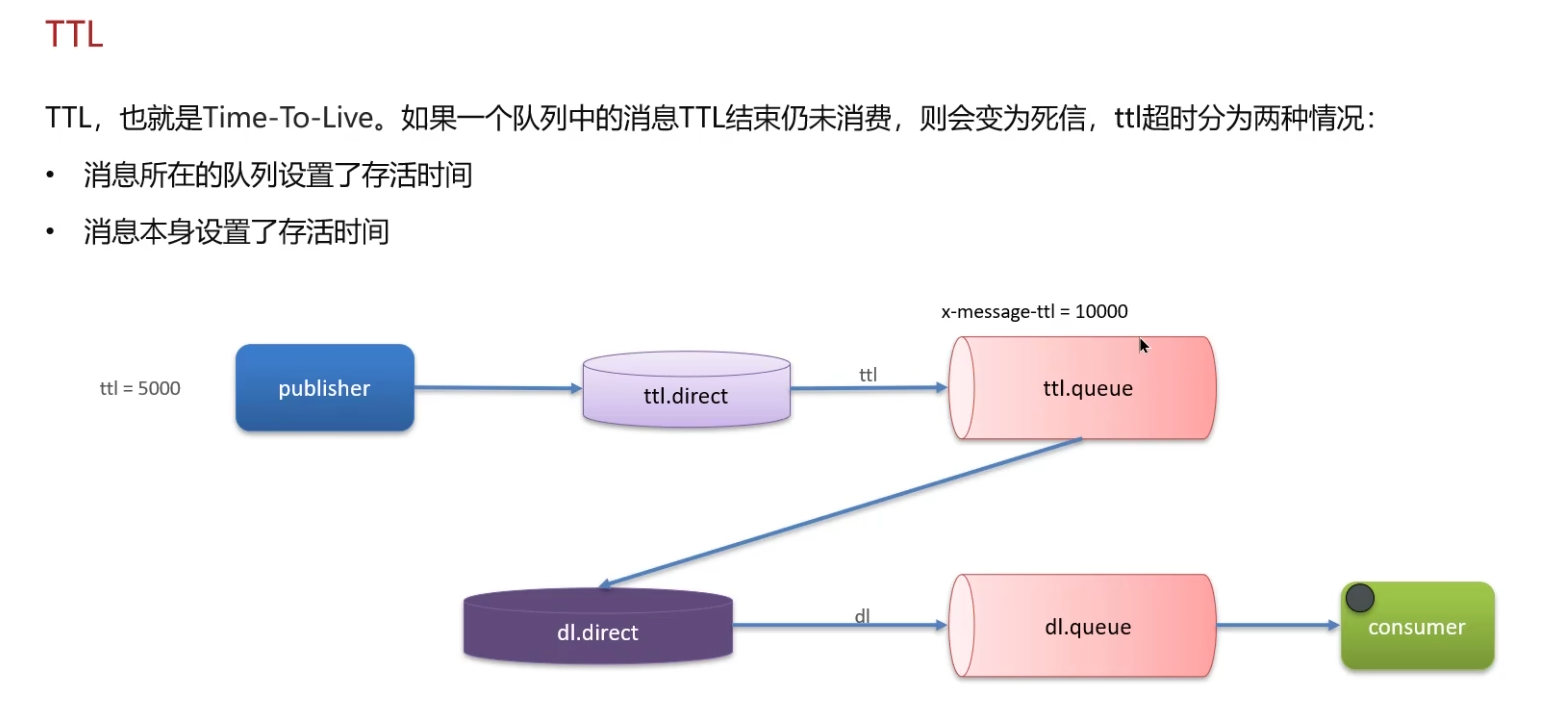 TTL
TTL，也就是Time-To-Live。如果一个队列中的消息TTL结束仍未消费，则会变为死信，ttl超时分为两种情况：
• 消息所在的队列设置了存活时间
• 消息本身设置了存活时间
x-message-ttl = 10000
ttl = 5000
publisher
ttl.direct
ttl
ttl.queue
dl.direct
dl
dl.queue
consumer